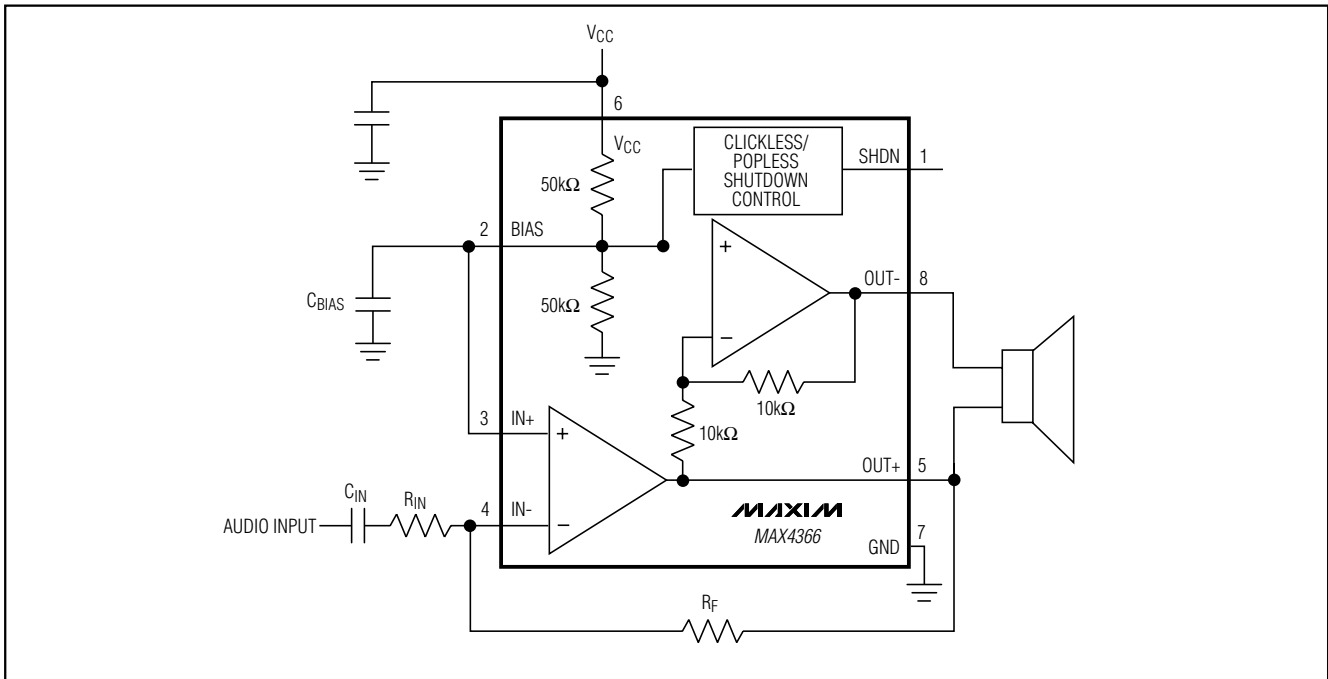 VCC
6
VCC
CLICKLESS/
POPLESS
SHUTDOWN
CONTROL
SHDN
1
50kΩ
2
BIAS
+
OUT-
8
CBIAS
50kΩ
−
10kΩ
3
IN+
+
10kΩ
OUT+
5
CIN
RIN
4
IN-
−
AUDIO INPUT
MAXIM
MAX4366
7
GND
RF